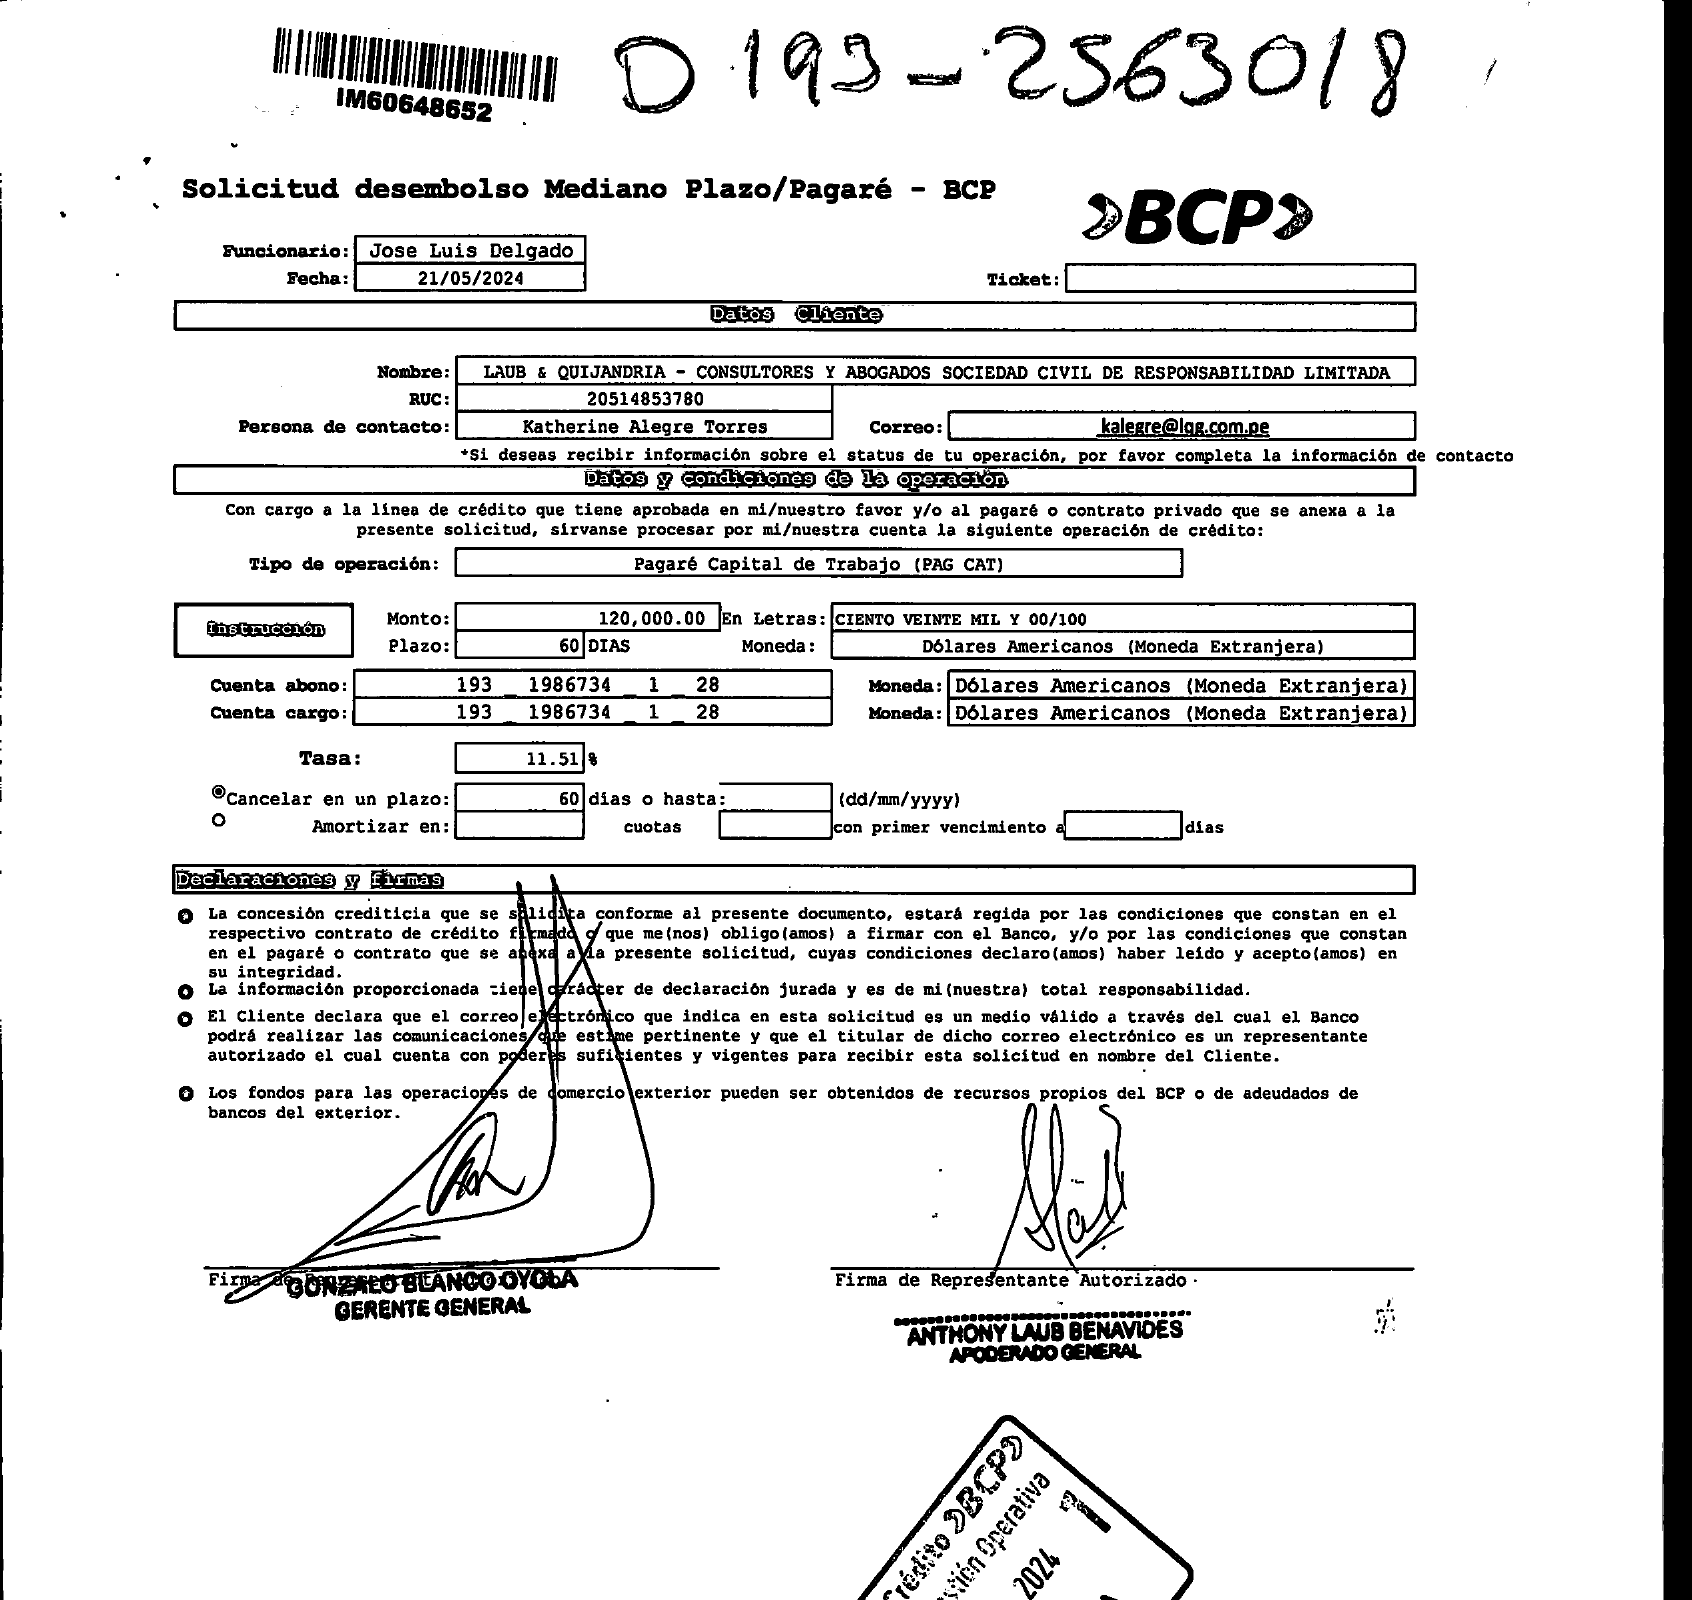 D 193-2563018
IM60648652
Solicitud desembolso Mediano Plazo/Pagaré - BCP
BCP
Funcionario: Jose Luis Delgado
Fecha: 21/05/2024
Ticket:
Datos Cliente
Nombre: LAUB & QUIJANDRIA - CONSULTORES Y ABOGADOS SOCIEDAD CIVIL DE RESPONSABILIDAD LIMITADA
RUC: 20514853780
Persona de contacto: Katherine Alegre Torres Correo: kalegre@lqg.com.pe
*Si deseas recibir información sobre el status de tu operación, por favor completa la información de contacto
Datos y condiciones de la operación
Con cargo a la línea de crédito que tiene aprobada en mi/nuestro favor y/o al pagaré o contrato privado que se anexa a la
presente solicitud, sírvanse procesar por mi/nuestra cuenta la siguiente operación de crédito:
Tipo de operación: Pagaré Capital de Trabajo (PAG CAT)
Instrucción
Monto: 120,000.00 En Letras: CIENTO VEINTE MIL Y 00/100
Plazo: 60 DIAS Moneda: Dólares Americanos (Moneda Extranjera)
Cuenta abono: 193 _ 1986734 _ 1 _ 28 Moneda: Dólares Americanos (Moneda Extranjera)
Cuenta cargo: 193 _ 1986734 _ 1 _ 28 Moneda: Dólares Americanos (Moneda Extranjera)
Tasa: 11.51 %
Cancelar en un plazo: 60 días o hasta: (dd/mm/yyyy)
Amortizar en: cuotas con primer vencimiento a días
Declaraciones y firmas
La concesión crediticia que se solicita conforme al presente documento, estará regida por las condiciones que constan en el
respectivo contrato de crédito firmado o que me(nos) obligo(amos) a firmar con el Banco, y/o por las condiciones que constan
en el pagaré o contrato que se anexa a la presente solicitud, cuyas condiciones declaro(amos) haber leído y acepto(amos) en
su integridad.
La información proporcionada tiene carácter de declaración jurada y es de mi(nuestra) total responsabilidad.
El Cliente declara que el correo electrónico que indica en esta solicitud es un medio válido a través del cual el Banco
podrá realizar las comunicaciones que estime pertinente y que el titular de dicho correo electrónico es un representante
autorizado el cual cuenta con poderes suficientes y vigentes para recibir esta solicitud en nombre del Cliente.
Los fondos para las operaciones de comercio exterior pueden ser obtenidos de recursos propios del BCP o de adeudados de
bancos del exterior.
Firma de
GONZALO BLANCO OYOLA
GERENTE GENERAL
Firma de Representante Autorizado
ANTHONY LAUB BENAVIDES
APODERADO GENERAL
Crédito BCP
Operativa
2024